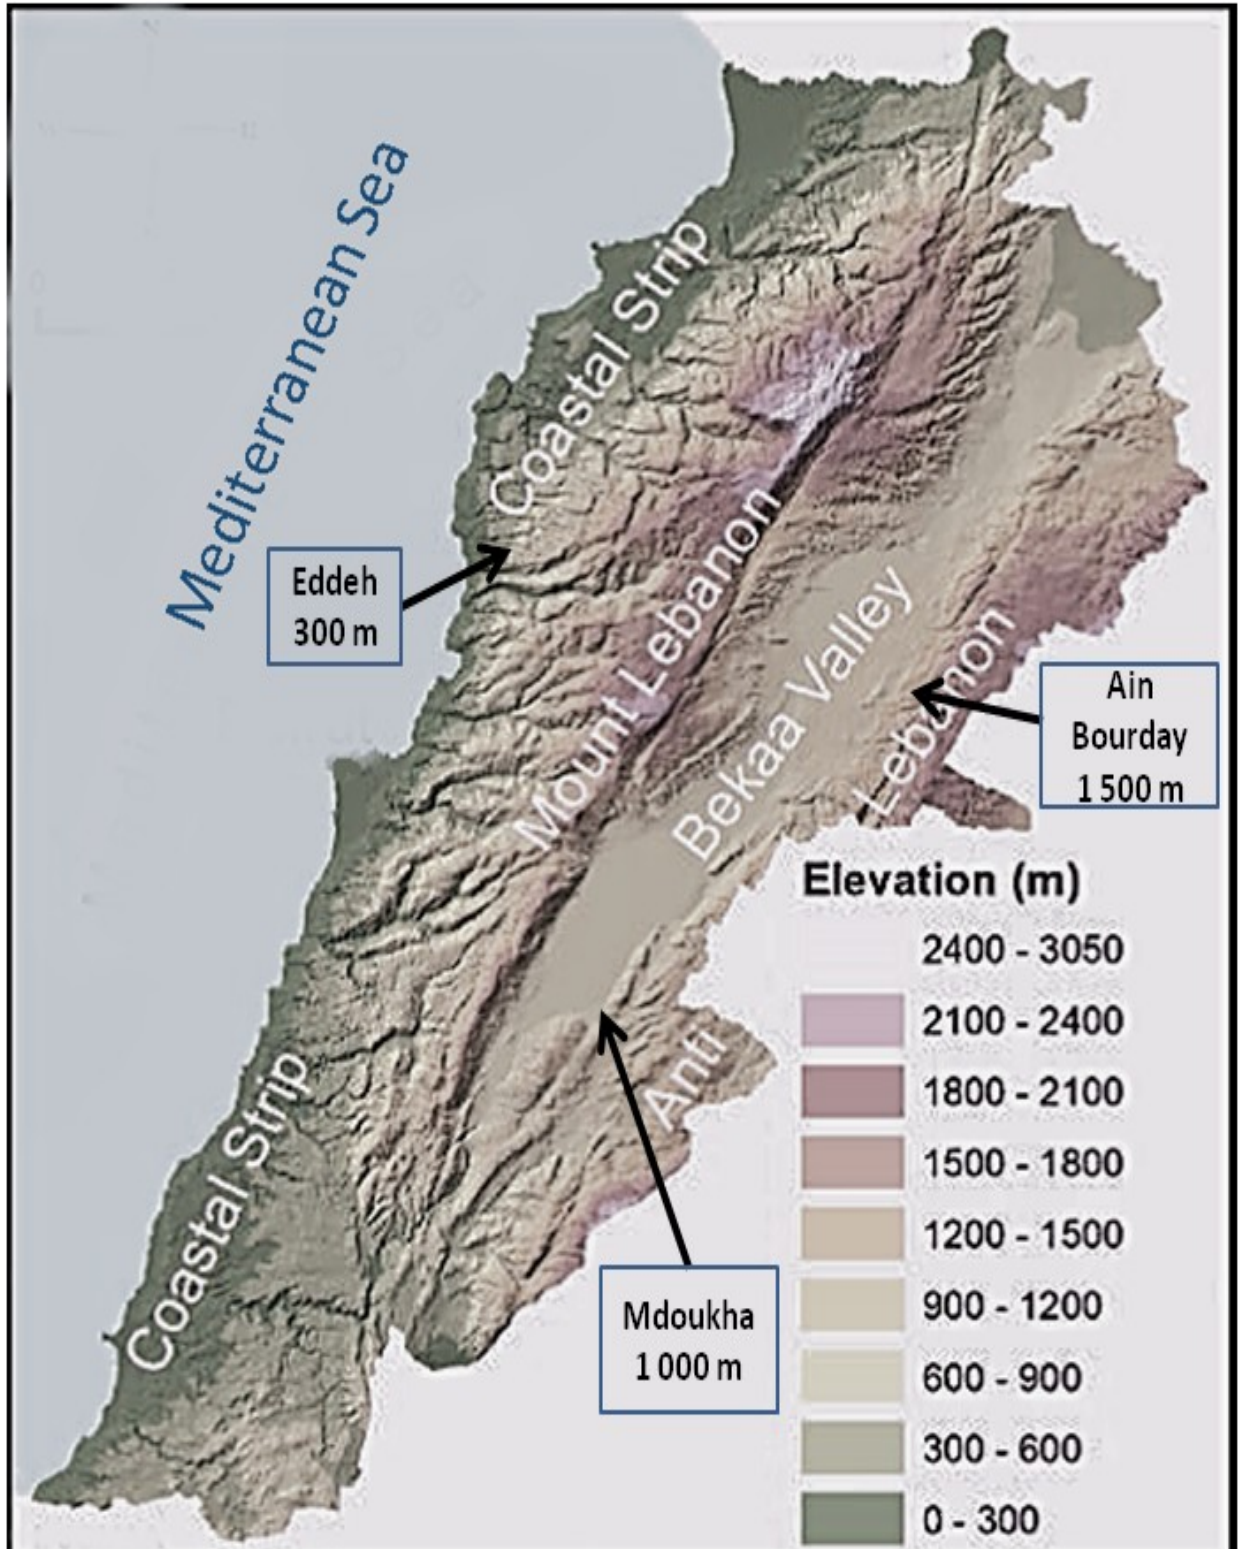 Mediterranean Sea
Coastal Strip
Eddeh
300 m
Mount Lebanon
Bekaa Valley
Lebanon
Ain
Bourday
1 500 m
Anti
Coastal Strip
Mdoukha
1 000 m
Elevation (m)
2400 - 3050
2100 - 2400
1800 - 2100
1500 - 1800
1200 - 1500
900 - 1200
600 - 900
300 - 600
0 - 300